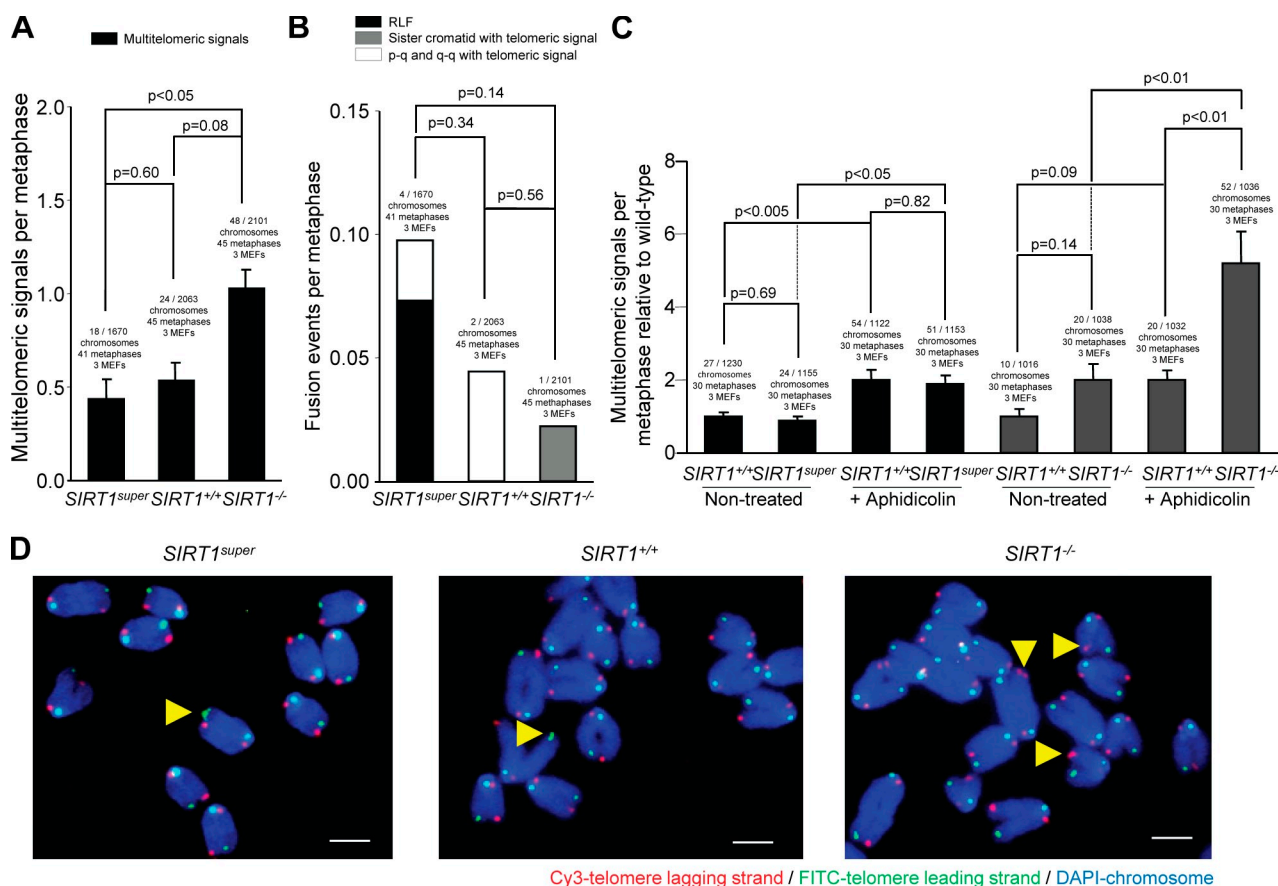 A
Multitelomeric signals
Multitelomeric signals per metaphase
2.0
1.5
1.0
0.5
0.0
p<0.05
p=0.08
p=0.60
18 / 1670
chromosomes
41 metaphases
3 MEFs
24 / 2063
chromosomes
45 metaphases
3 MEFs
48 / 2101
chromosomes
45 metaphases
3 MEFs
SIRT1super SIRT1+/+ SIRT1-/-
B
RLF
Sister cromatid with telomeric signal
p-q and q-q with telomeric signal
Fusion events per metaphase
0.15
0.10
0.05
0.00
p=0.14
p=0.34
p=0.56
4 / 1670
chromosomes
41 metaphases
3 MEFs
2 / 2063
chromosomes
45 metaphases
3 MEFs
1 / 2101
chromosomes
45 methaphases
3 MEFs
SIRT1super SIRT1+/+ SIRT1-/-
C
Multitelomeric signals per
metaphase relative to wild-type
8
6
4
2
0
p<0.01
p<0.01
p<0.05
p=0.09
p<0.005
p=0.82
p=0.14
p=0.69
27 / 1230
chromosomes
30 metaphases
3 MEFs
24 / 1155
chromosomes
30 metaphases
3 MEFs
54 / 1122
chromosomes
30 metaphases
3 MEFs
51 / 1153
chromosomes
30 metaphases
3 MEFs
10 / 1016
chromosomes
30 metaphases
3 MEFs
20 / 1038
chromosomes
30 metaphases
3 MEFs
20 / 1032
chromosomes
30 metaphases
3 MEFs
52 / 1036
chromosomes
30 metaphases
3 MEFs
SIRT1+/+ SIRT1super SIRT1+/+ SIRT1super SIRT1+/+ SIRT1-/- SIRT1+/+ SIRT1-/-
Non-treated + Aphidicolin Non-treated + Aphidicolin
D
SIRT1super SIRT1+/+ SIRT1-/-
Cy3-telomere lagging strand / FITC-telomere leading strand / DAPI-chromosome